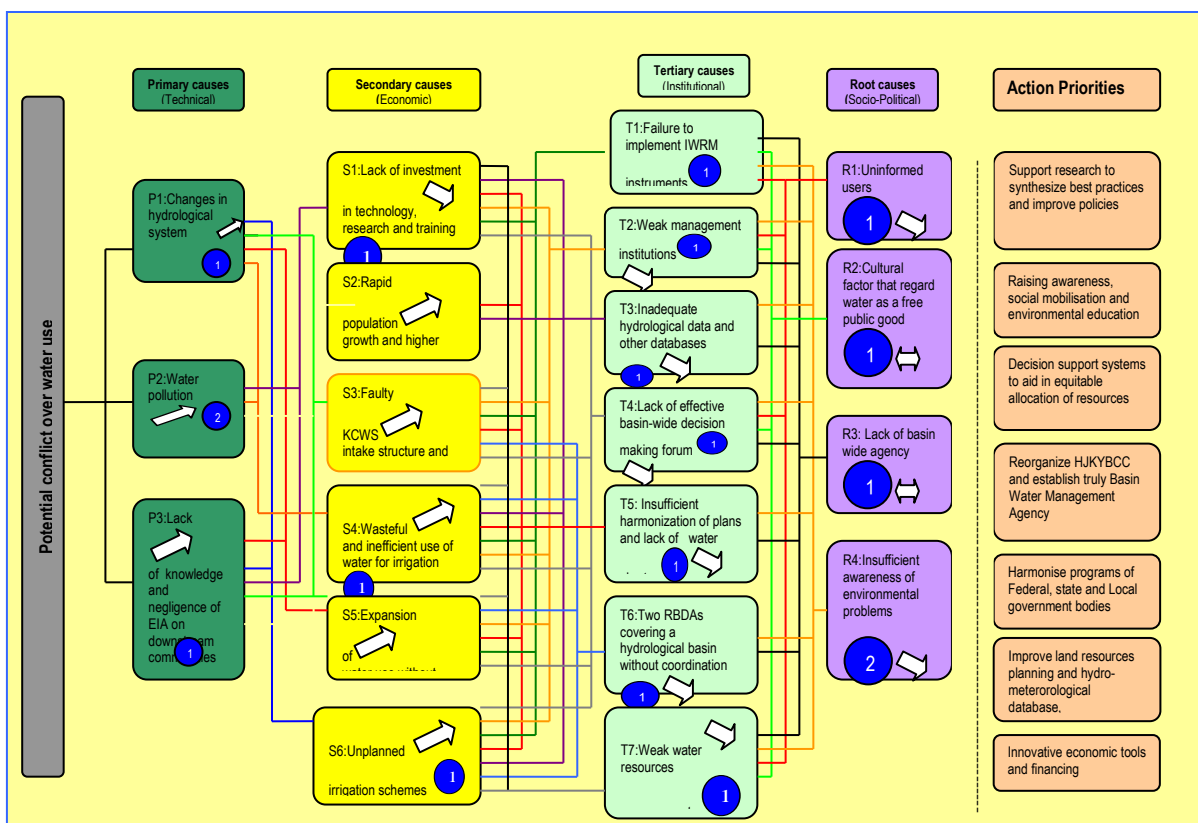 Potential conflict over water use
Primary causes
(Technical)
P1:Changes in
hydrological
system
1
P2:Water
pollution
2
P3:Lack
of knowledge
and
negligence of
EIA on
1
Secondary causes
(Economic)
S1:Lack of investment
in technology,
research and training
1
S2:Rapid
population
growth and higher
S3:Faulty
KCWS
intake structure and
S4:Wasteful
and inefficient use of
water for irrigation
1
S5:Expansion
of
S6:Unplanned
irrigation schemes
1
Tertiary causes
(Institutional)
T1:Failure to
implement IWRM
instruments
1
T2:Weak management
institutions
1
T3:Inadequate
hydrological data and
other databases
1
T4:Lack of effective
basin-wide decision
making forum
1
T5: Insufficient
harmonization of plans
and lack of water
1
T6:Two RBDAs
covering a
hydrological basin
without coordination
1
T7:Weak water
resources
1
Root causes
(Socio-Political)
R1:Uninformed
users
1
R2:Cultural
factor that regard
water as a free
public good
1
R3: Lack of basin
wide agency
1
R4:Insufficient
awareness of
environmental
problems
2
Action Priorities
Support research to
synthesize best practices
and improve policies
Raising awareness,
social mobilisation and
environmental education
Decision support systems
to aid in equitable
allocation of resources
Reorganize HJKYBCC
and establish truly Basin
Water Management
Agency
Harmonise programs of
Federal, state and Local
government bodies
Improve land resources
planning and hydro-
meterorological
database,
Innovative economic tools
and financing